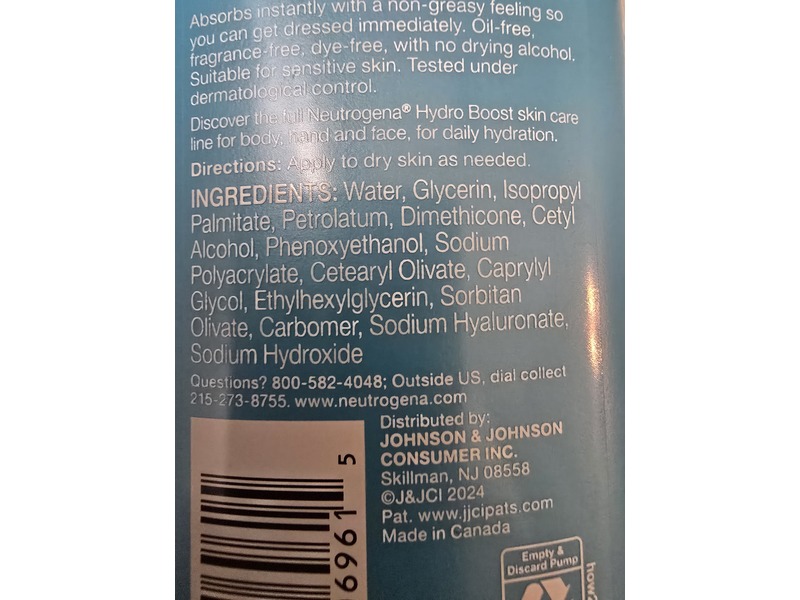 Absorbs instantly with a non-greasy feeling so
you can get dressed immediately. Oil-free,
fragrance-free, dye-free, with no drying alcohol.
Suitable for sensitive skin. Tested under
dermatological control.
Discover the full Neutrogena® Hydro Boost skin care
line for body, hand and face, for daily hydration.
Directions: Apply to dry skin as needed.
INGREDIENTS: Water, Glycerin, Isopropyl
Palmitate, Petrolatum, Dimethicone, Cetyl
Alcohol, Phenoxyethanol, Sodium
Polyacrylate, Cetearyl Olivate, Caprylyl
Glycol, Ethylhexylglycerin, Sorbitan
Olivate, Carbomer, Sodium Hyaluronate,
Sodium Hydroxide
Questions? 800-582-4048; Outside US, dial collect
215-273-8755. www.neutrogena.com
Distributed by:
JOHNSON & JOHNSON
CONSUMER INC.
Skillman, NJ 08558
©J&JCI 2024
Pat. www.jjcipats.com
Made in Canada
5
6961
Empty &
Discard Pump